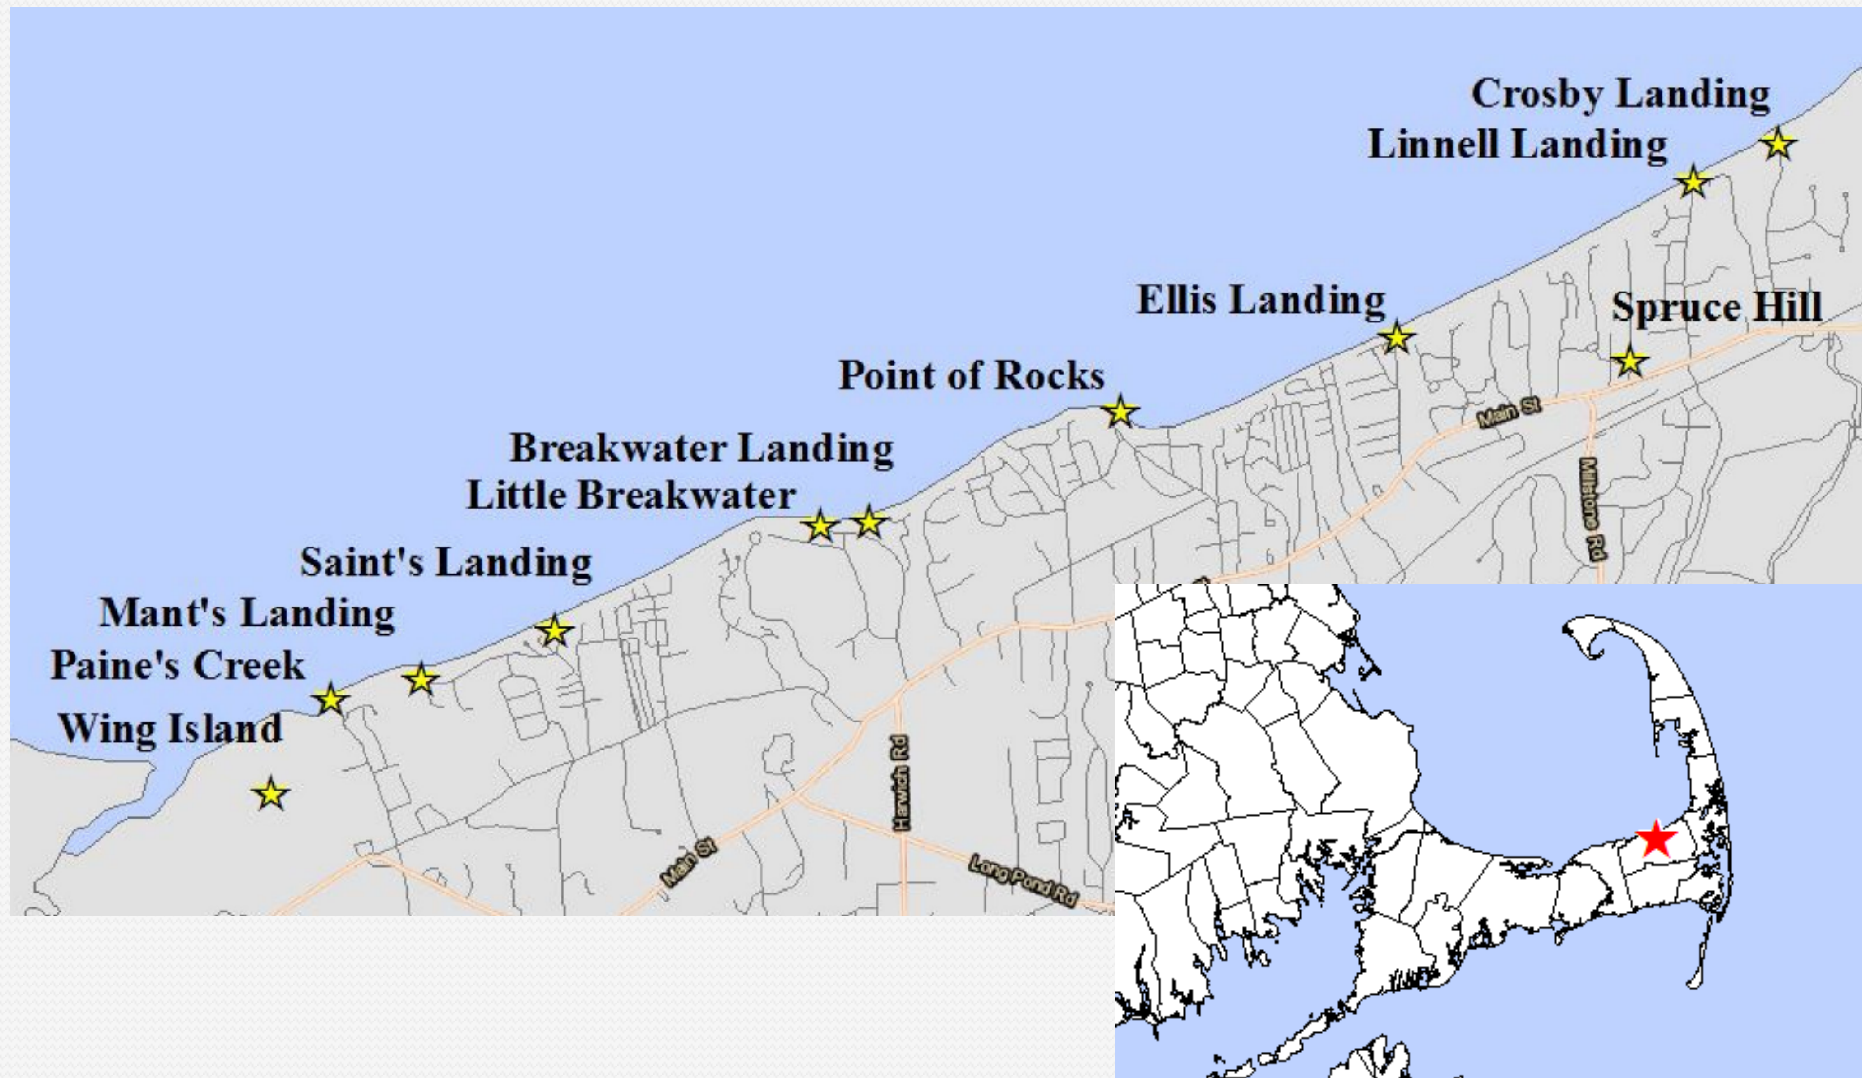 Crosby Landing
Linnell Landing
Ellis Landing
Spruce Hill
Point of Rocks
Main St
Breakwater Landing
Little Breakwater
Millstone Rd
Saint's Landing
Mant's Landing
Paine's Creek
Wing Island
Harwich Rd
Main St
Long Pond Rd